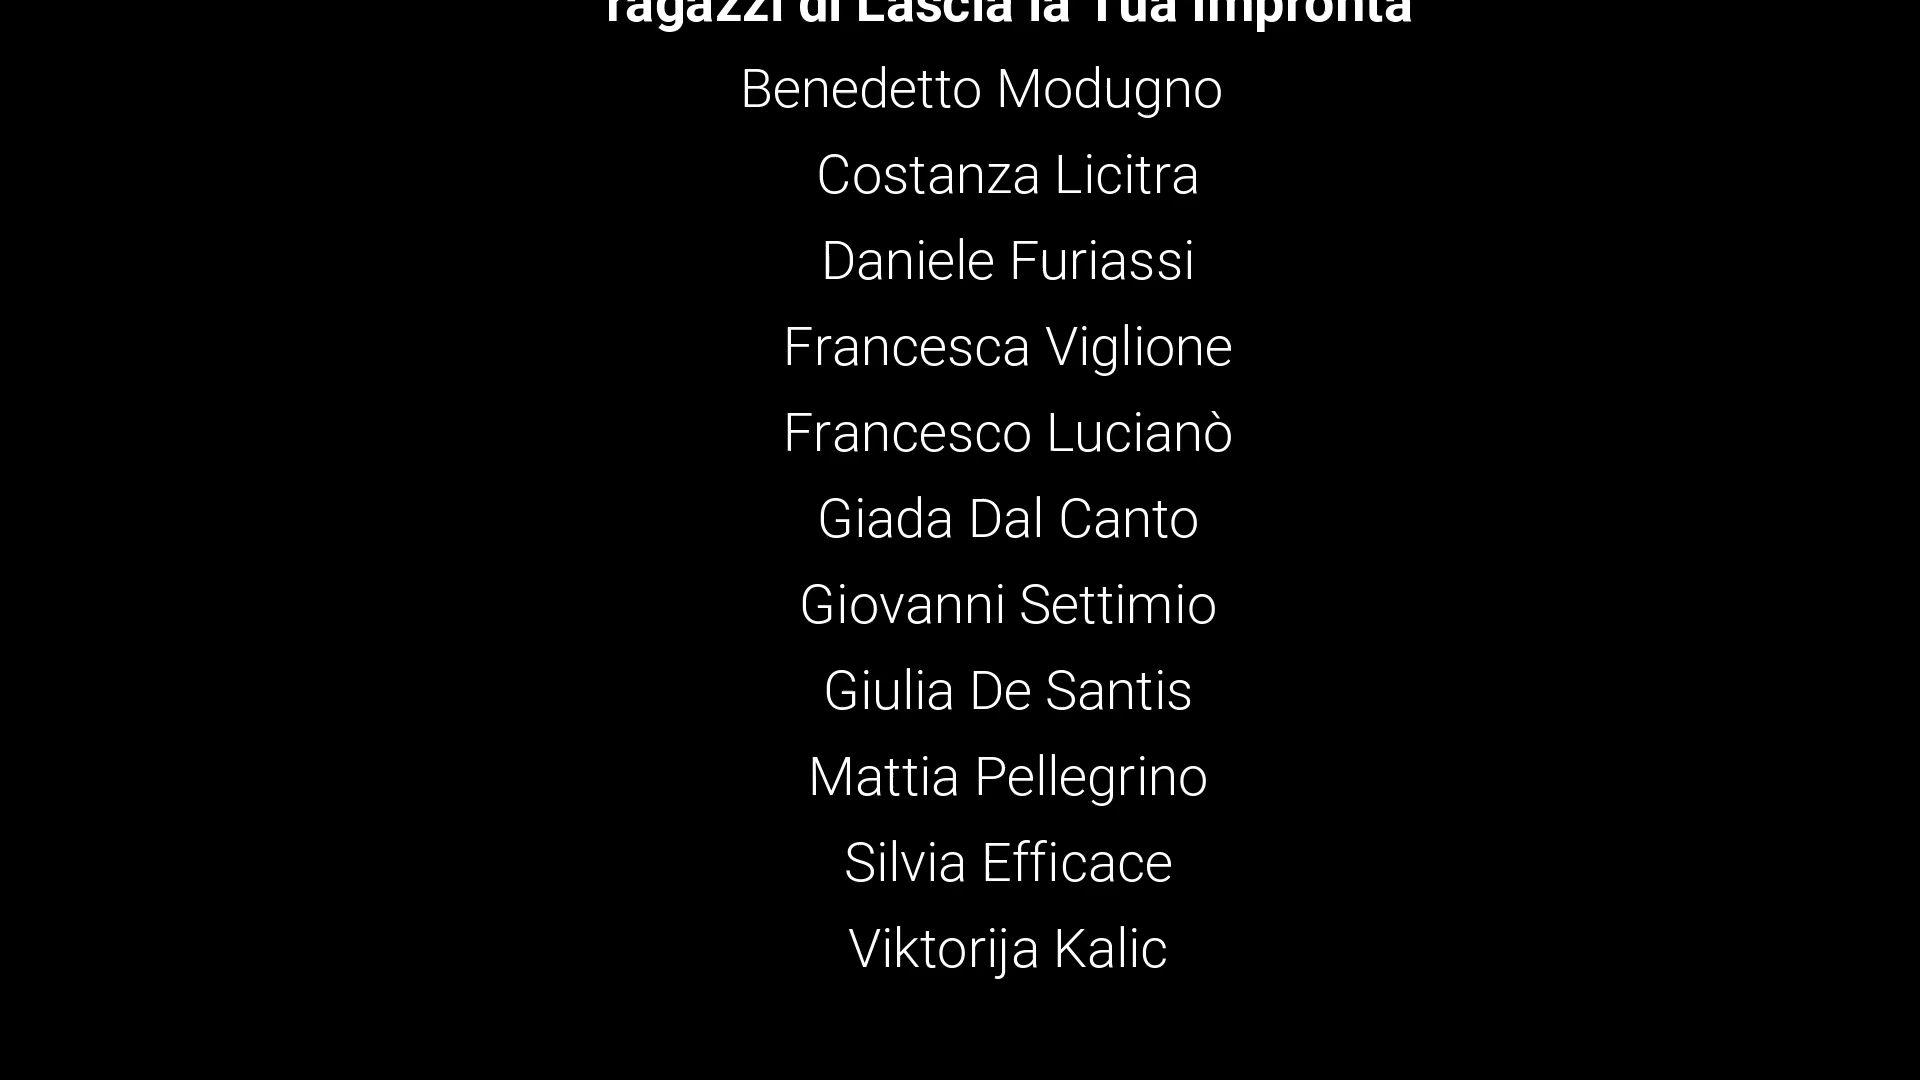 ragazzi di Lascia la Tua Impronta
Benedetto Modugno
Costanza Licitra
Daniele Furiassi
Francesca Viglione
Francesco Lucianò
Giada Dal Canto
Giovanni Settimio
Giulia De Santis
Mattia Pellegrino
Silvia Efficace
Viktorija Kalic